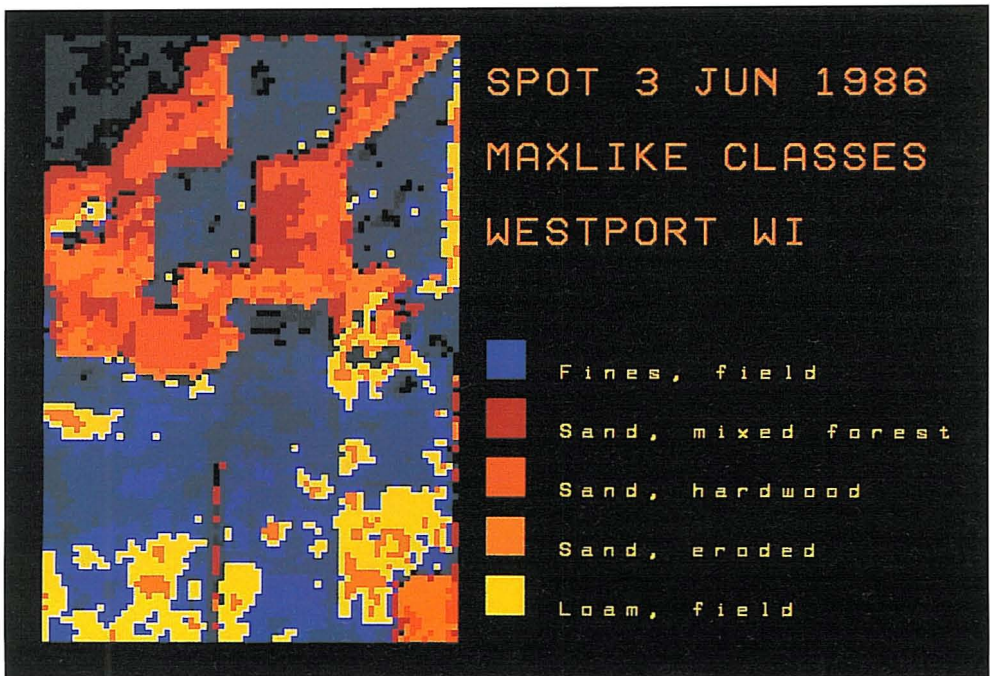 SPOT 3 JUN 1986
MAXLIKE CLASSES
WESTPORT WI
Fines, field
Sand, mixed forest
Sand, hardwood
Sand, eroded
Loam, field